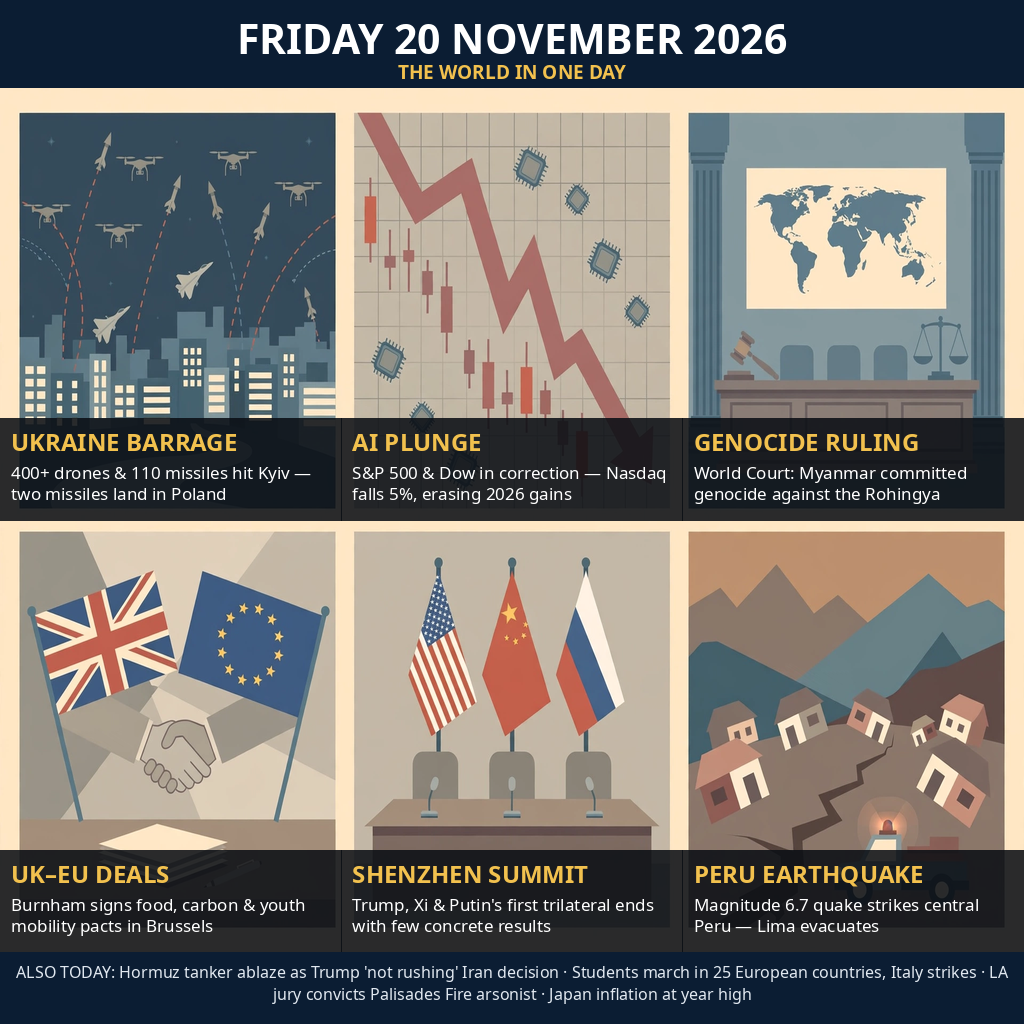 FRIDAY 20 NOVEMBER 2026
THE WORLD IN ONE DAY
UKRAINE BARRAGE
400+ drones & 110 missiles hit Kyiv —
two missiles land in Poland
AI PLUNGE
S&P 500 & Dow in correction — Nasdaq
falls 5%, erasing 2026 gains
GENOCIDE RULING
World Court: Myanmar committed
genocide against the Rohingya
UK–EU DEALS
Burnham signs food, carbon & youth
mobility pacts in Brussels
SHENZHEN SUMMIT
Trump, Xi & Putin's first trilateral ends
with few concrete results
PERU EARTHQUAKE
Magnitude 6.7 quake strikes central
Peru — Lima evacuates
ALSO TODAY: Hormuz tanker ablaze as Trump 'not rushing' Iran decision · Students march in 25 European countries, Italy strikes · LA
jury convicts Palisades Fire arsonist · Japan inflation at year high